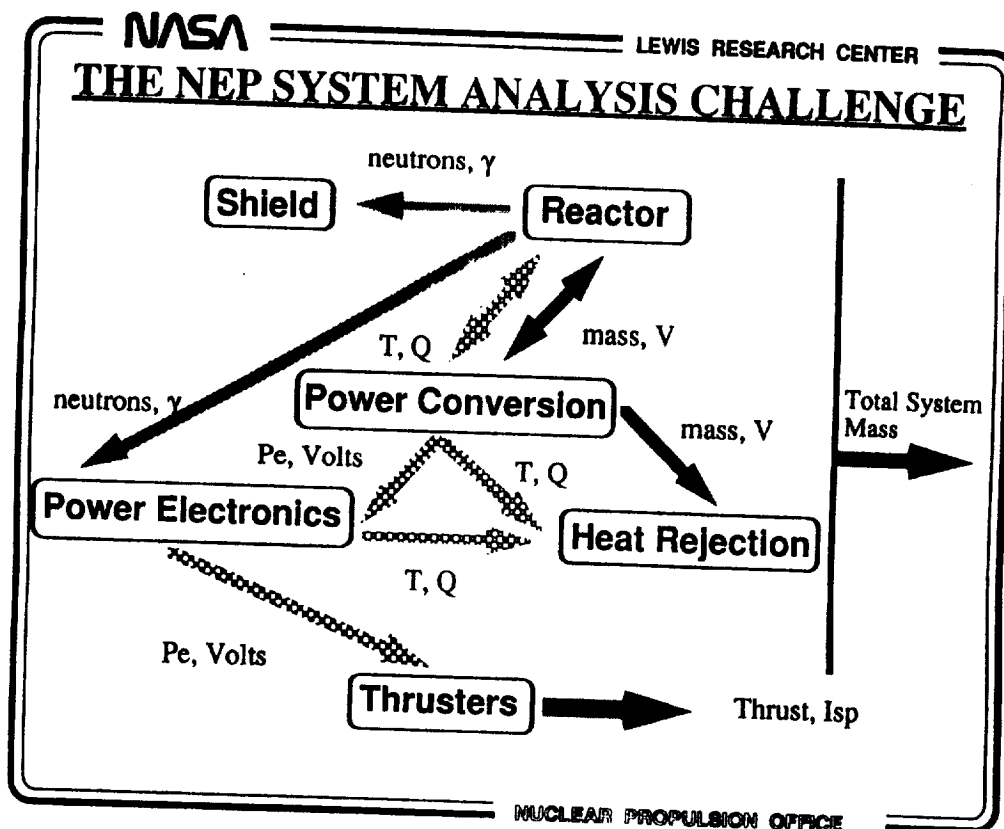 NASA
LEWIS RESEARCH CENTER
THE NEP SYSTEM ANALYSIS CHALLENGE
neutrons, γ
Shield
Reactor
T, Q
mass, V
neutrons, γ
Power Conversion
Total System
Mass
mass, V
Pe, Volts
T, Q
Power Electronics
Heat Rejection
T, Q
Pe, Volts
Thrusters
Thrust, Isp
NUCLEAR PROPULSION OFFICE